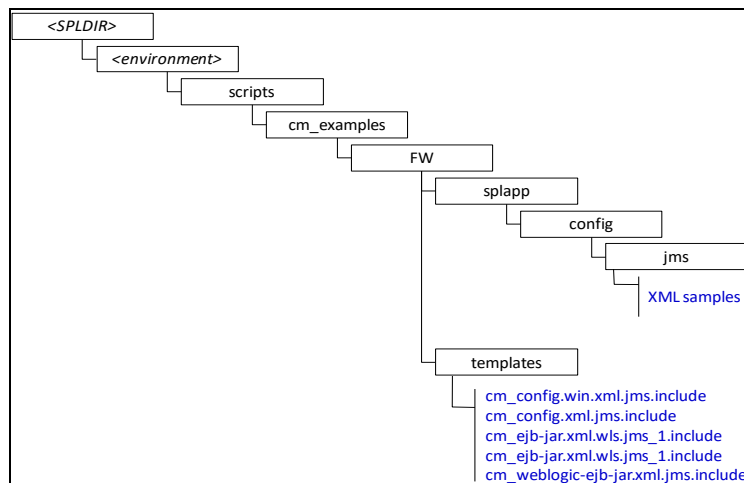 <SPLDIR>
<environment>
scripts
cm_examples
FW
splapp
config
jms
XML samples
templates
cm_config.win.xml.jms.include
cm_config.xml.jms.include
cm_ejb-jar.xml.wls.jms_1.include
cm_ejb-jar.xml.wls.jms_1.include
cm_weblogic-ejb-jar.xml.jms.include